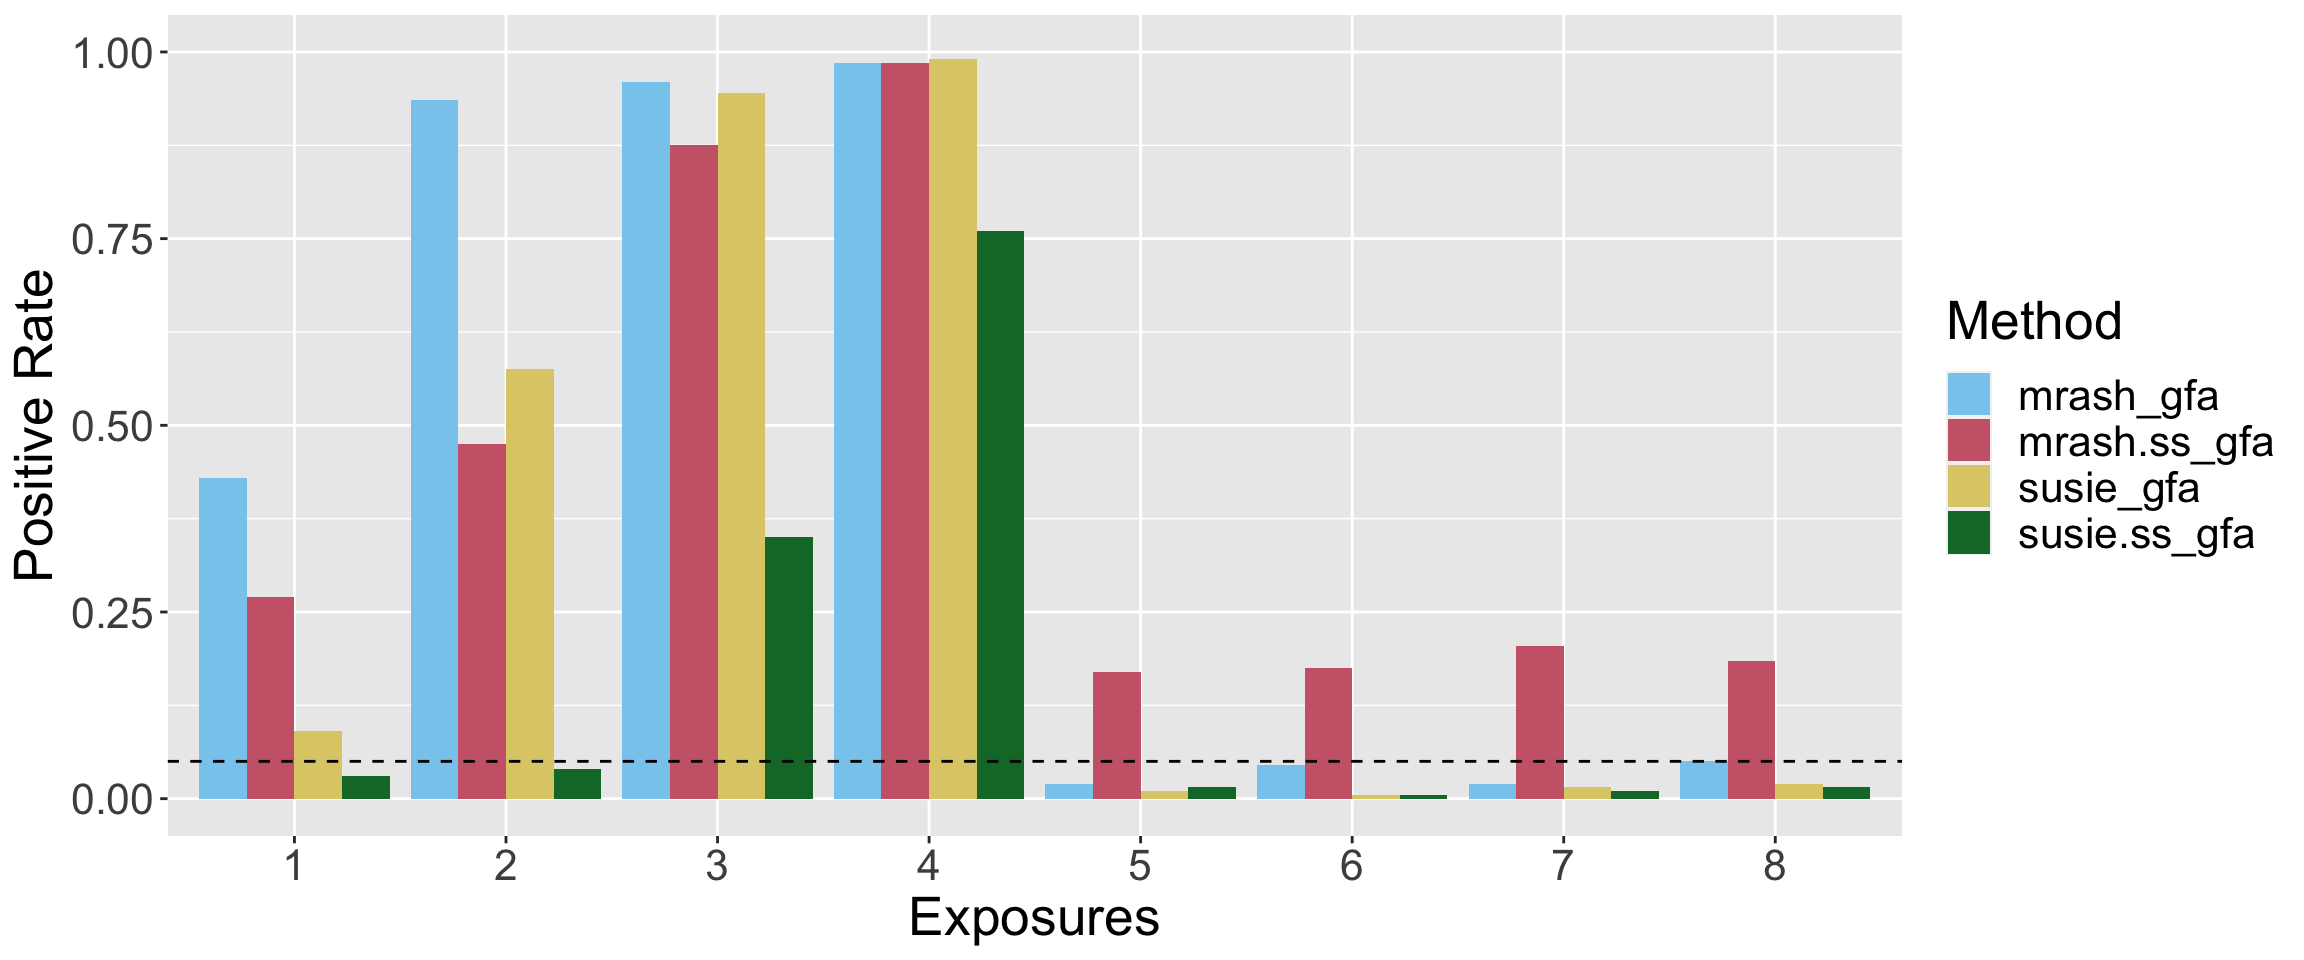 1.00
0.75
0.50
0.25
0.00
Positive Rate
1 2 3 4 5 6 7 8
Exposures
Method
mrash_gfa
mrash.ss_gfa
susie_gfa
susie.ss_gfa